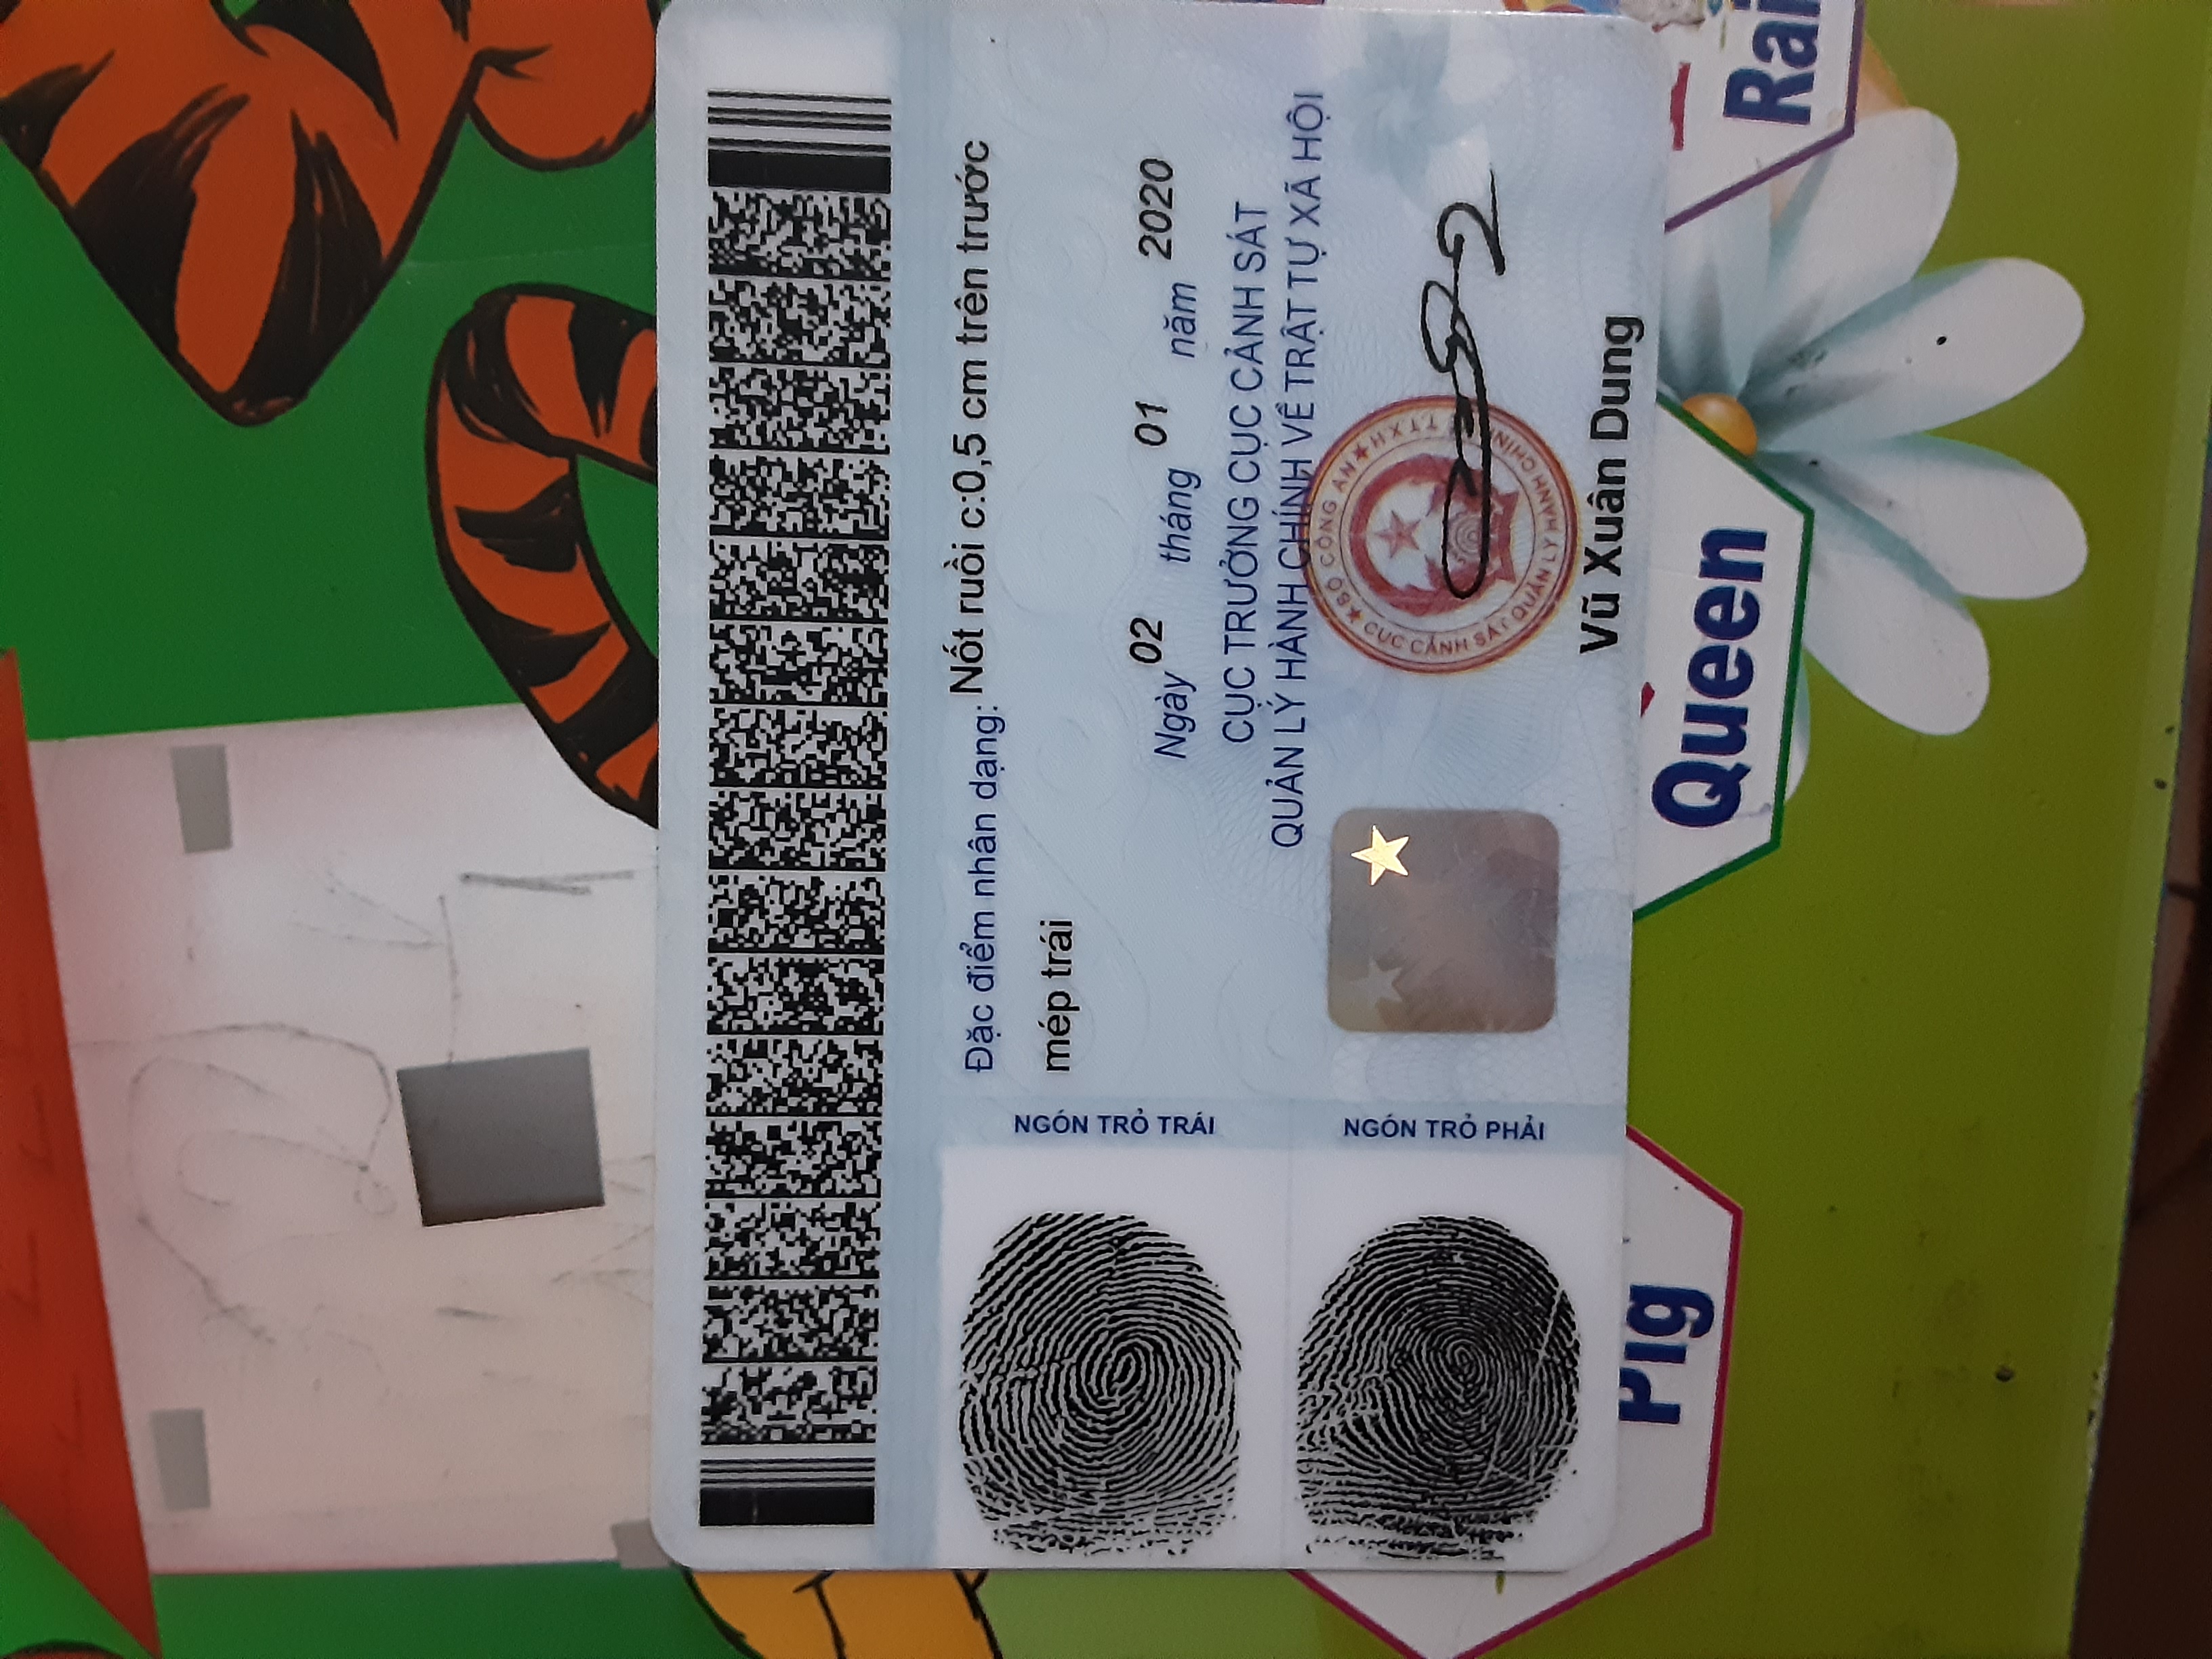 Đặc điểm nhân dạng: Nốt ruồi c:0,5 cm trên trước
mép trái
Ngày 02 tháng 01 năm 2020
CỤC TRƯỞNG CỤC CẢNH SÁT
QUẢN LÝ HÀNH CHÍNH VỀ TRẬT TỰ XÃ HỘI
★ BỘ CÔNG AN ★
CỤC CẢNH SÁT QUẢN LÝ HÀNH CHÍNH T.T.X.H
Vũ Xuân Dung
NGÓN TRỎ TRÁI
NGÓN TRỎ PHẢI
Pig
Queen
Rai